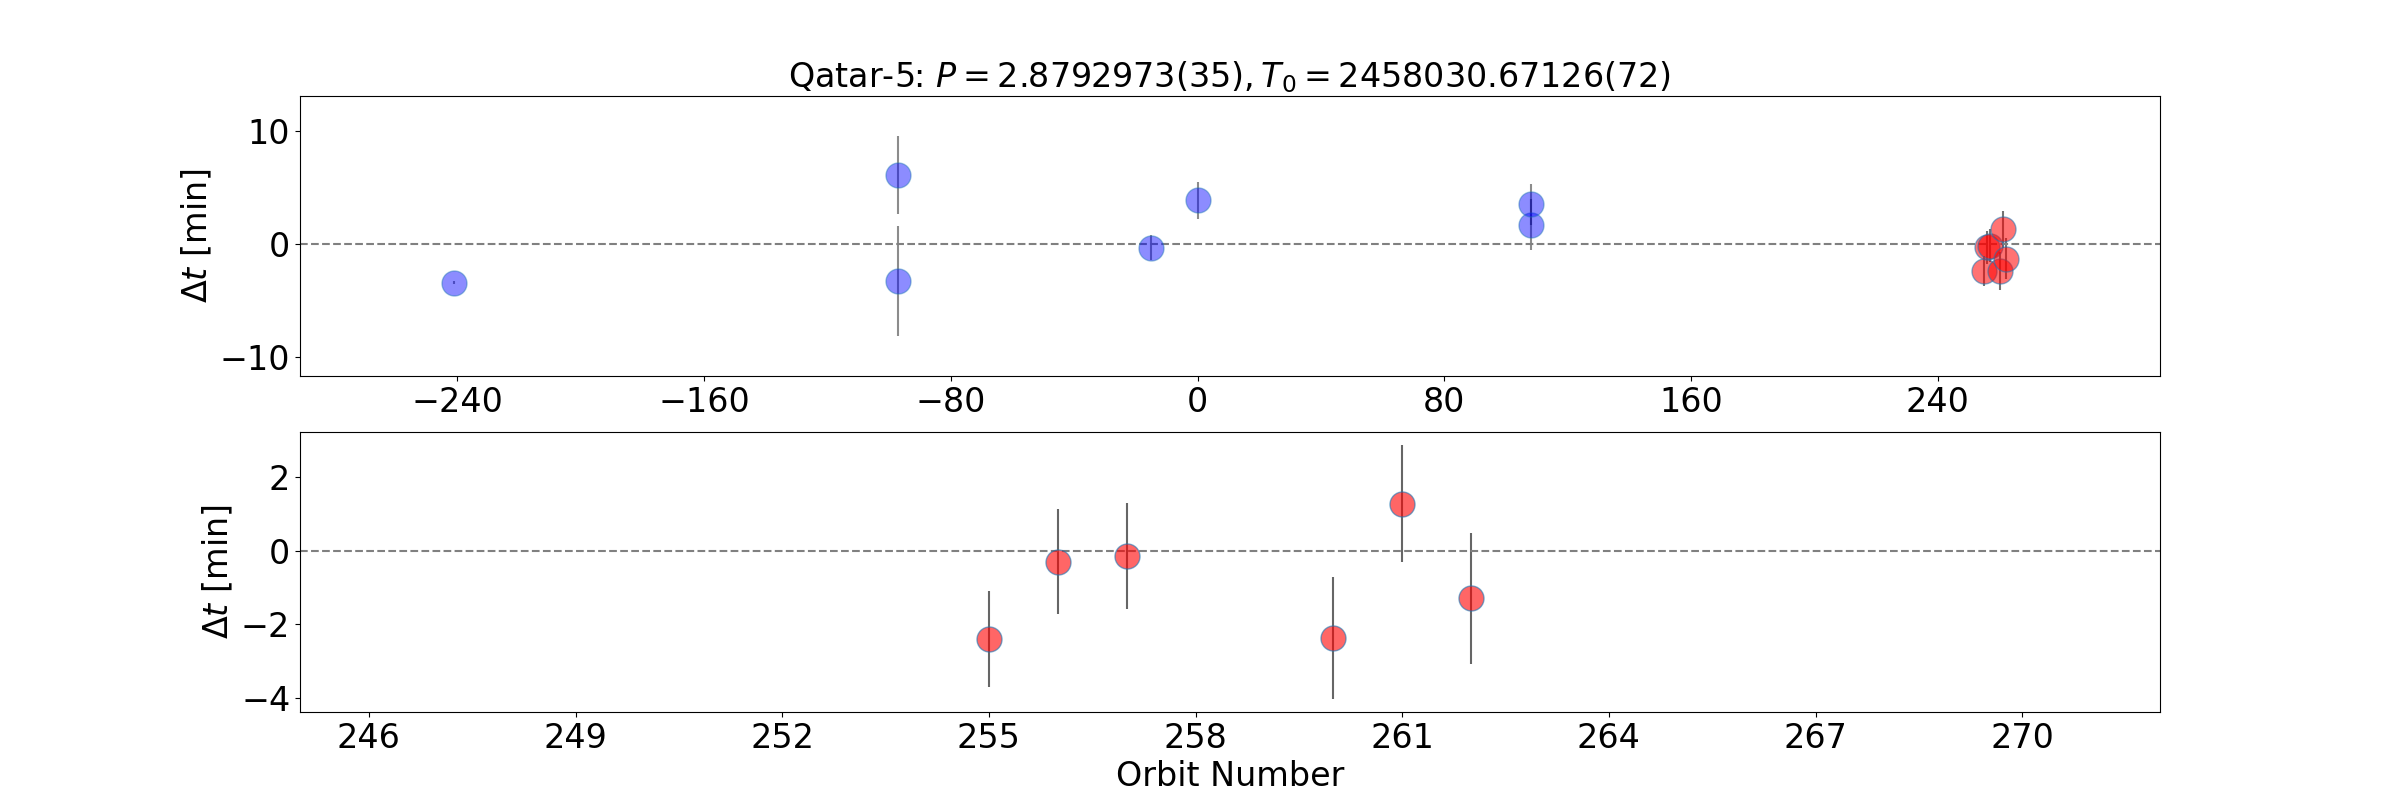 Qatar-5: P = 2.8792973(35), T₀ = 2458030.67126(72)
10
0
−10
Δt [min]
−240 −160 −80 0 80 160 240
2
0
−2
−4
Δt [min]
246 249 252 255 258 261 264 267 270
Orbit Number